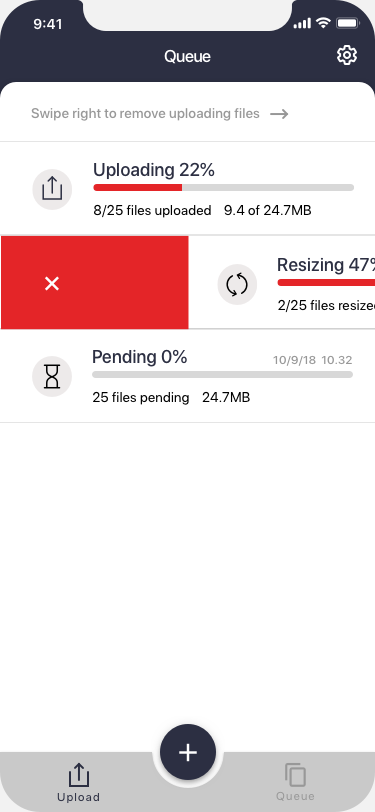 9:41
Queue
Swipe right to remove uploading files
Uploading 22%
8/25 files uploaded 9.4 of 24.7MB
Resizing 47%
2/25 files resized
Pending 0% 10/9/18 10.32
25 files pending 24.7MB
Upload
Queue